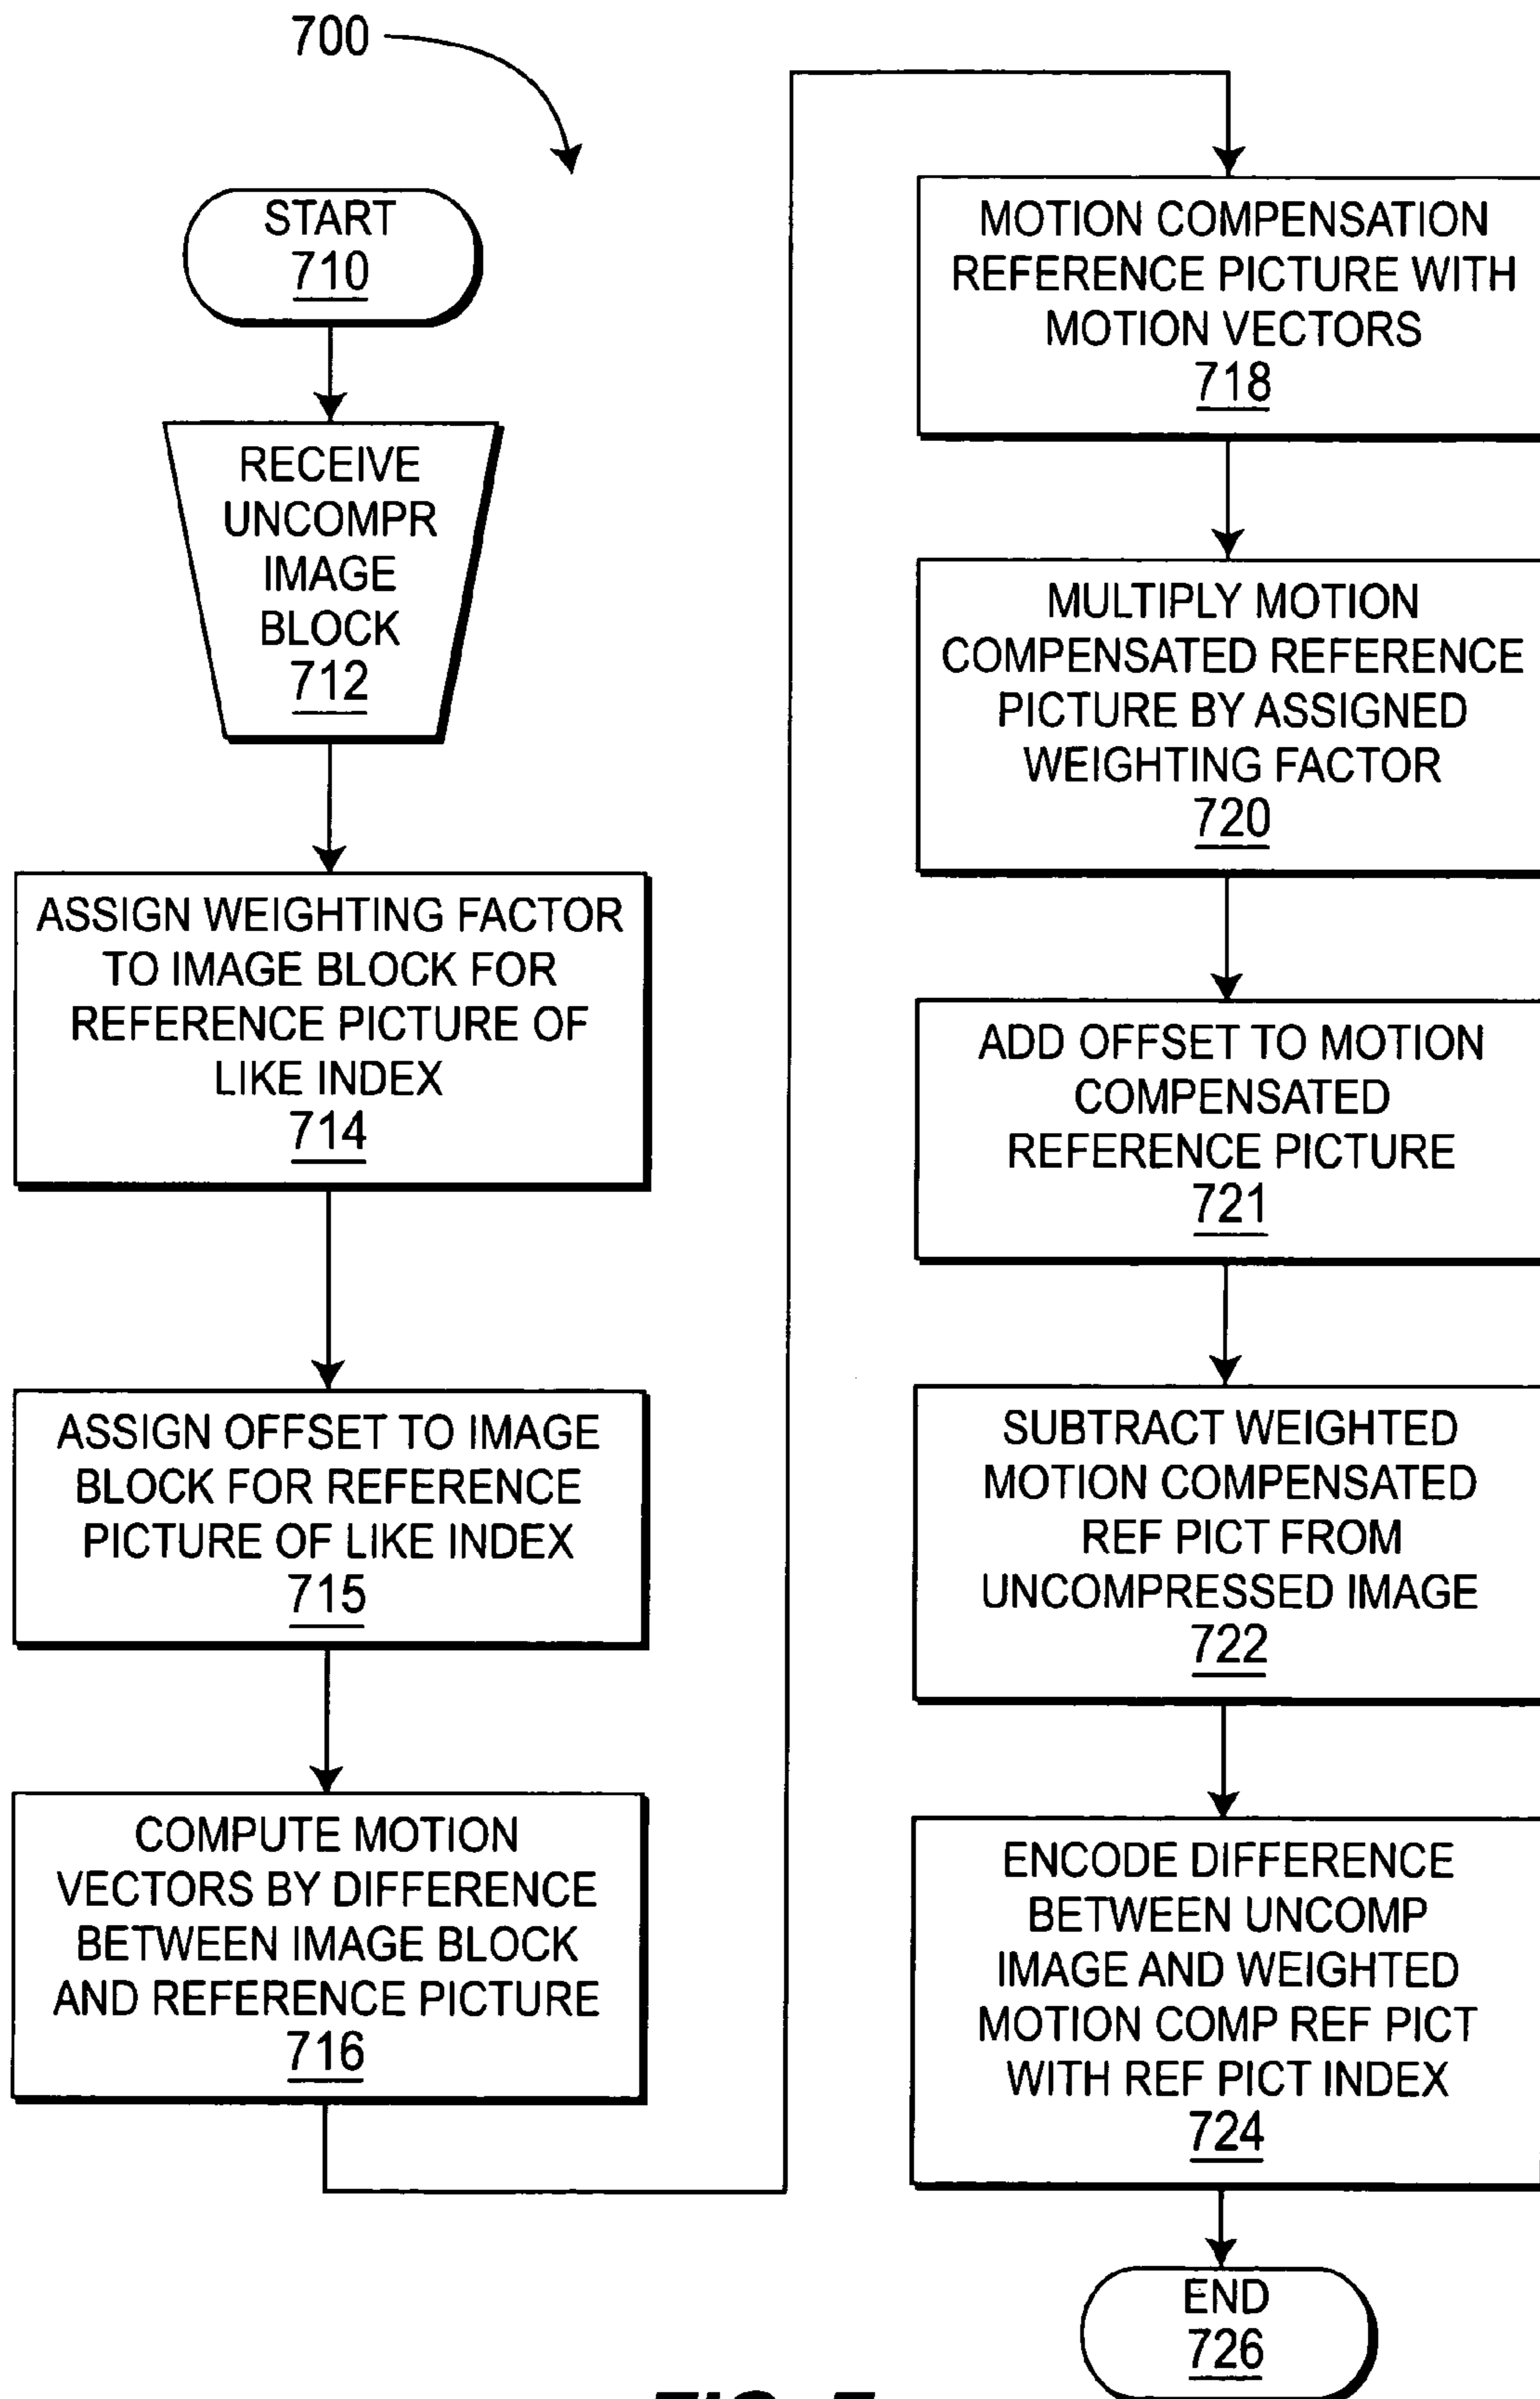 700
START
710
RECEIVE
UNCOMPR
IMAGE
BLOCK
712
ASSIGN WEIGHTING FACTOR
TO IMAGE BLOCK FOR
REFERENCE PICTURE OF
LIKE INDEX
714
ASSIGN OFFSET TO IMAGE
BLOCK FOR REFERENCE
PICTURE OF LIKE INDEX
715
COMPUTE MOTION
VECTORS BY DIFFERENCE
BETWEEN IMAGE BLOCK
AND REFERENCE PICTURE
716
MOTION COMPENSATION
REFERENCE PICTURE WITH
MOTION VECTORS
718
MULTIPLY MOTION
COMPENSATED REFERENCE
PICTURE BY ASSIGNED
WEIGHTING FACTOR
720
ADD OFFSET TO MOTION
COMPENSATED
REFERENCE PICTURE
721
SUBTRACT WEIGHTED
MOTION COMPENSATED
REF PICT FROM
UNCOMPRESSED IMAGE
722
ENCODE DIFFERENCE
BETWEEN UNCOMP
IMAGE AND WEIGHTED
MOTION COMP REF PICT
WITH REF PICT INDEX
724
END
726